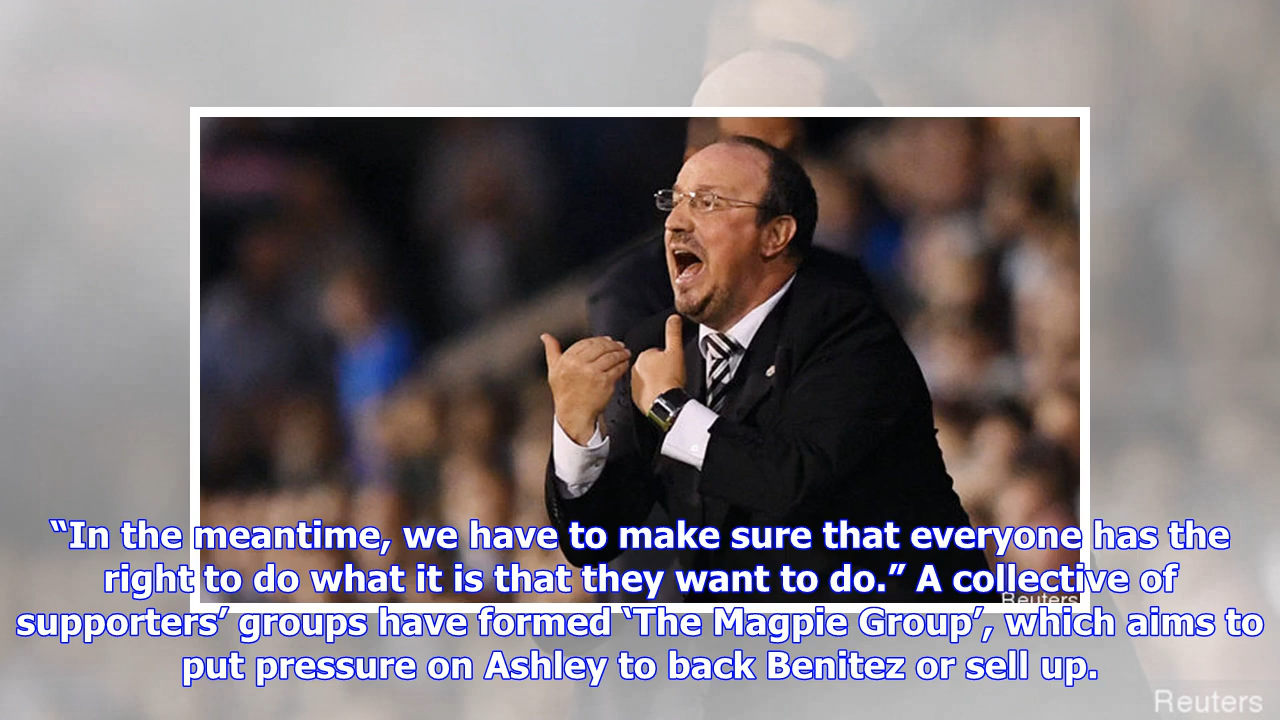 “In the meantime, we have to make sure that everyone has the
right to do what it is that they want to do.” A collective of
supporters’ groups have formed ‘The Magpie Group’, which aims to
put pressure on Ashley to back Benitez or sell up.
Reuters
Reuters